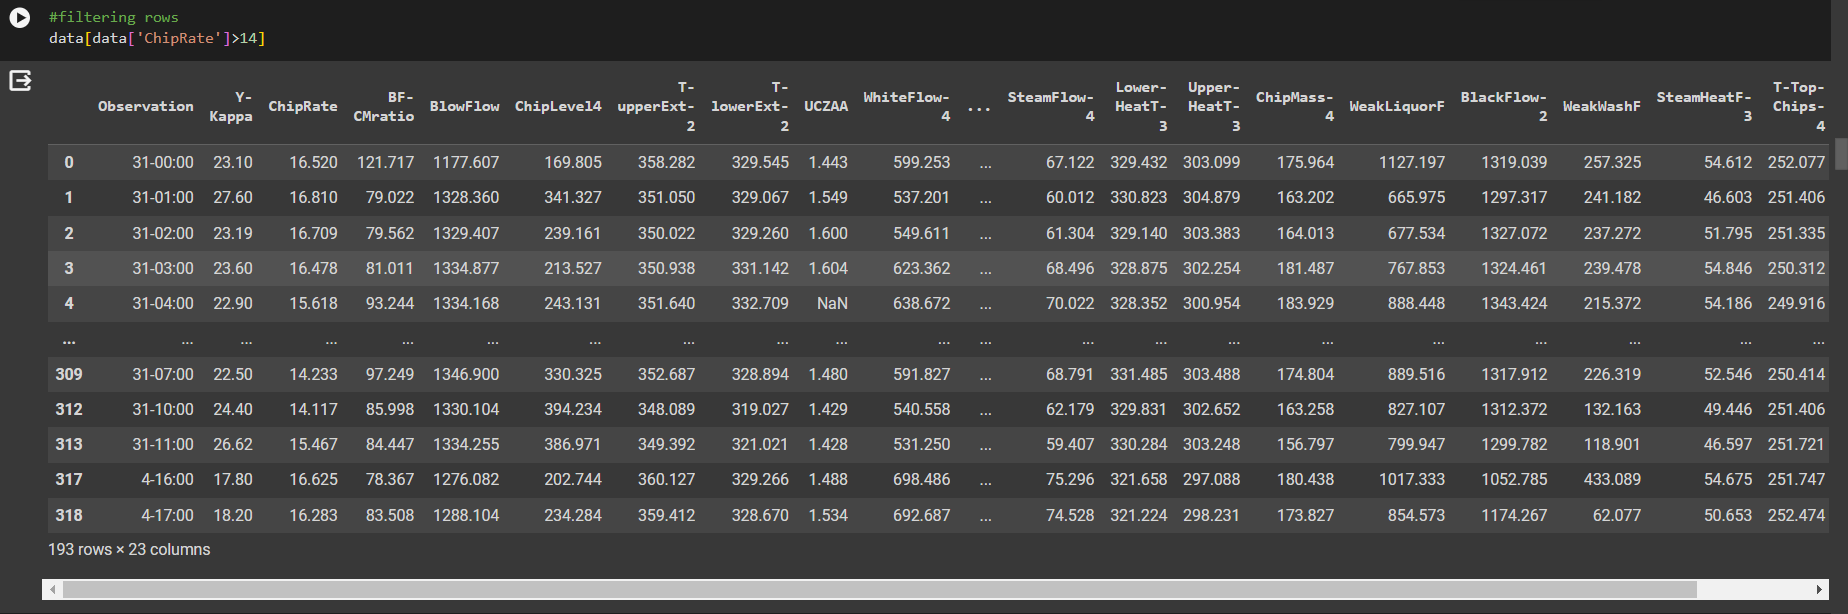 #filtering rows
data[data['ChipRate']>14]
Observation Y-Kappa ChipRate BF-CMratio BlowFlow ChipLevel4 T-upperExt-2 T-lowerExt-2 UCZAA WhiteFlow-4 ... SteamFlow-4 Lower-HeatT-3 Upper-HeatT-3 ChipMass-4 WeakLiquorF BlackFlow-2 WeakWashF SteamHeatF-3 T-Top-Chips-4
0 31-00:00 23.10 16.520 121.717 1177.607 169.805 358.282 329.545 1.443 599.253 ... 67.122 329.432 303.099 175.964 1127.197 1319.039 257.325 54.612 252.077
1 31-01:00 27.60 16.810 79.022 1328.360 341.327 351.050 329.067 1.549 537.201 ... 60.012 330.823 304.879 163.202 665.975 1297.317 241.182 46.603 251.406
2 31-02:00 23.19 16.709 79.562 1329.407 239.161 350.022 329.260 1.600 549.611 ... 61.304 329.140 303.383 164.013 677.534 1327.072 237.272 51.795 251.335
3 31-03:00 23.60 16.478 81.011 1334.877 213.527 350.938 331.142 1.604 623.362 ... 68.496 328.875 302.254 181.487 767.853 1324.461 239.478 54.846 250.312
4 31-04:00 22.90 15.618 93.244 1334.168 243.131 351.640 332.709 NaN 638.672 ... 70.022 328.352 300.954 183.929 888.448 1343.424 215.372 54.186 249.916
... ... ... ... ... ... ... ... ... ... ... ... ... ... ... ... ... ... ... ... ...
309 31-07:00 22.50 14.233 97.249 1346.900 330.325 352.687 328.894 1.480 591.827 ... 68.791 331.485 303.488 174.804 889.516 1317.912 226.319 52.546 250.414
312 31-10:00 24.40 14.117 85.998 1330.104 394.234 348.089 319.027 1.429 540.558 ... 62.179 329.831 302.652 163.258 827.107 1312.372 132.163 49.446 251.406
313 31-11:00 26.62 15.467 84.447 1334.255 386.971 349.392 321.021 1.428 531.250 ... 59.407 330.284 303.248 156.797 799.947 1299.782 118.901 46.597 251.721
317 4-16:00 17.80 16.625 78.367 1276.082 202.744 360.127 329.266 1.488 698.486 ... 75.296 321.658 297.088 180.438 1017.333 1052.785 433.089 54.675 251.747
318 4-17:00 18.20 16.283 83.508 1288.104 234.284 359.412 328.670 1.534 692.687 ... 74.528 321.224 298.231 173.827 854.573 1174.267 62.077 50.653 252.474
193 rows × 23 columns